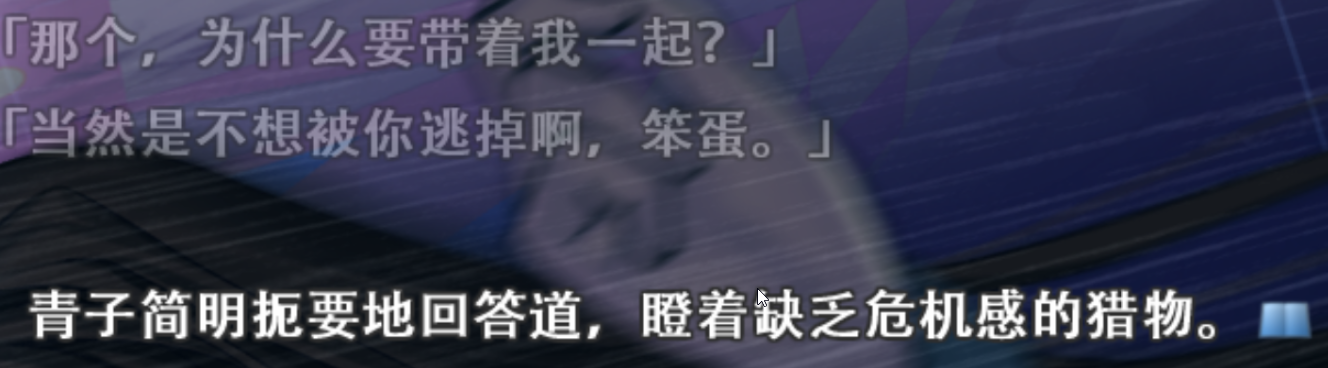 「那个，为什么要带着我一起？」
「当然是不想被你逃掉啊，笨蛋。」
青子简明扼要地回答道，瞪着缺乏危机感的猎物。